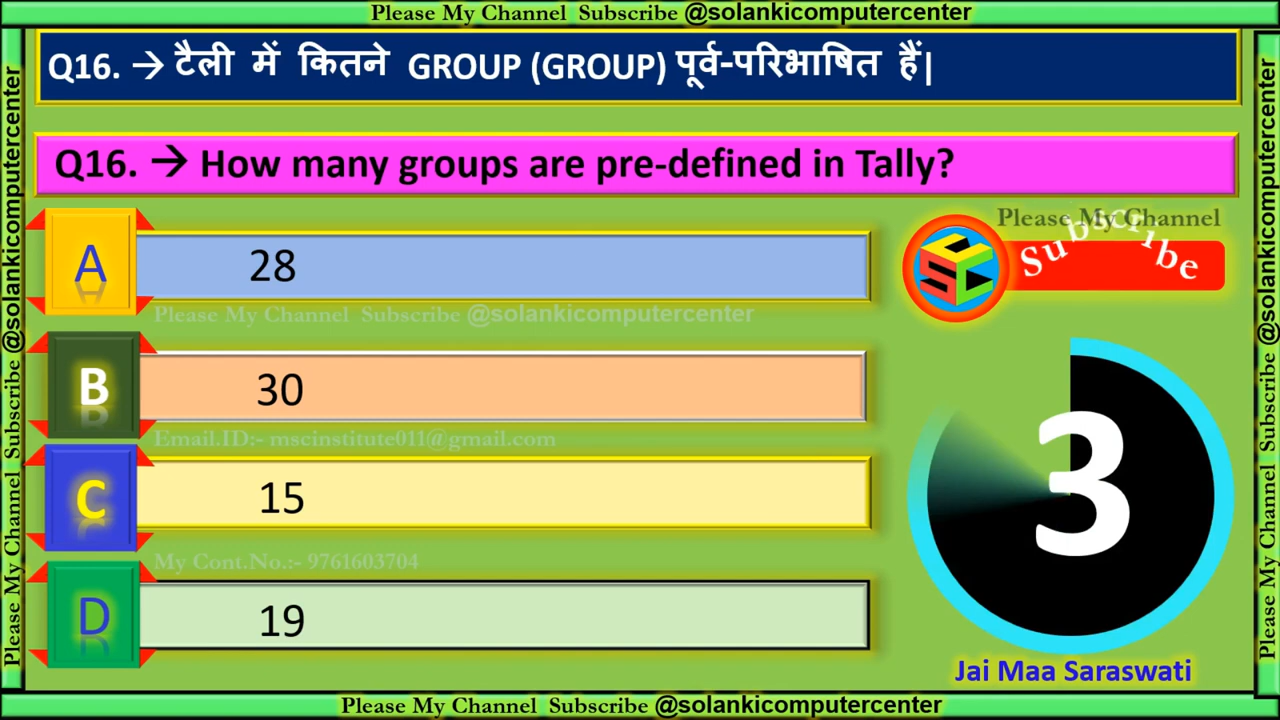 Please My Channel Subscribe @solankicomputercenter
Q16. → टैली में कितने GROUP (GROUP) पूर्व-परिभाषित हैं|
Q16. → How many groups are pre-defined in Tally?
A 28
Please My Channel Subscribe @solankicomputercenter
B 30
Email.ID:- mscinstitute011@gmail.com
C 15
My Cont.No.:- 9761603704
D 19
Please My Channel
Subscribe
CSC
3
Jai Maa Saraswati
Please My Channel Subscribe @solankicomputercenter
Please My Channel Subscribe @solankicomputercenter
Please My Channel Subscribe @solankicomputercenter